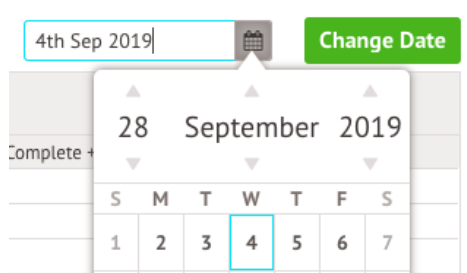 4th Sep 2019
Change Date
28 September 2019
Complete +
S M T W T F S
1 2 3 4 5 6 7